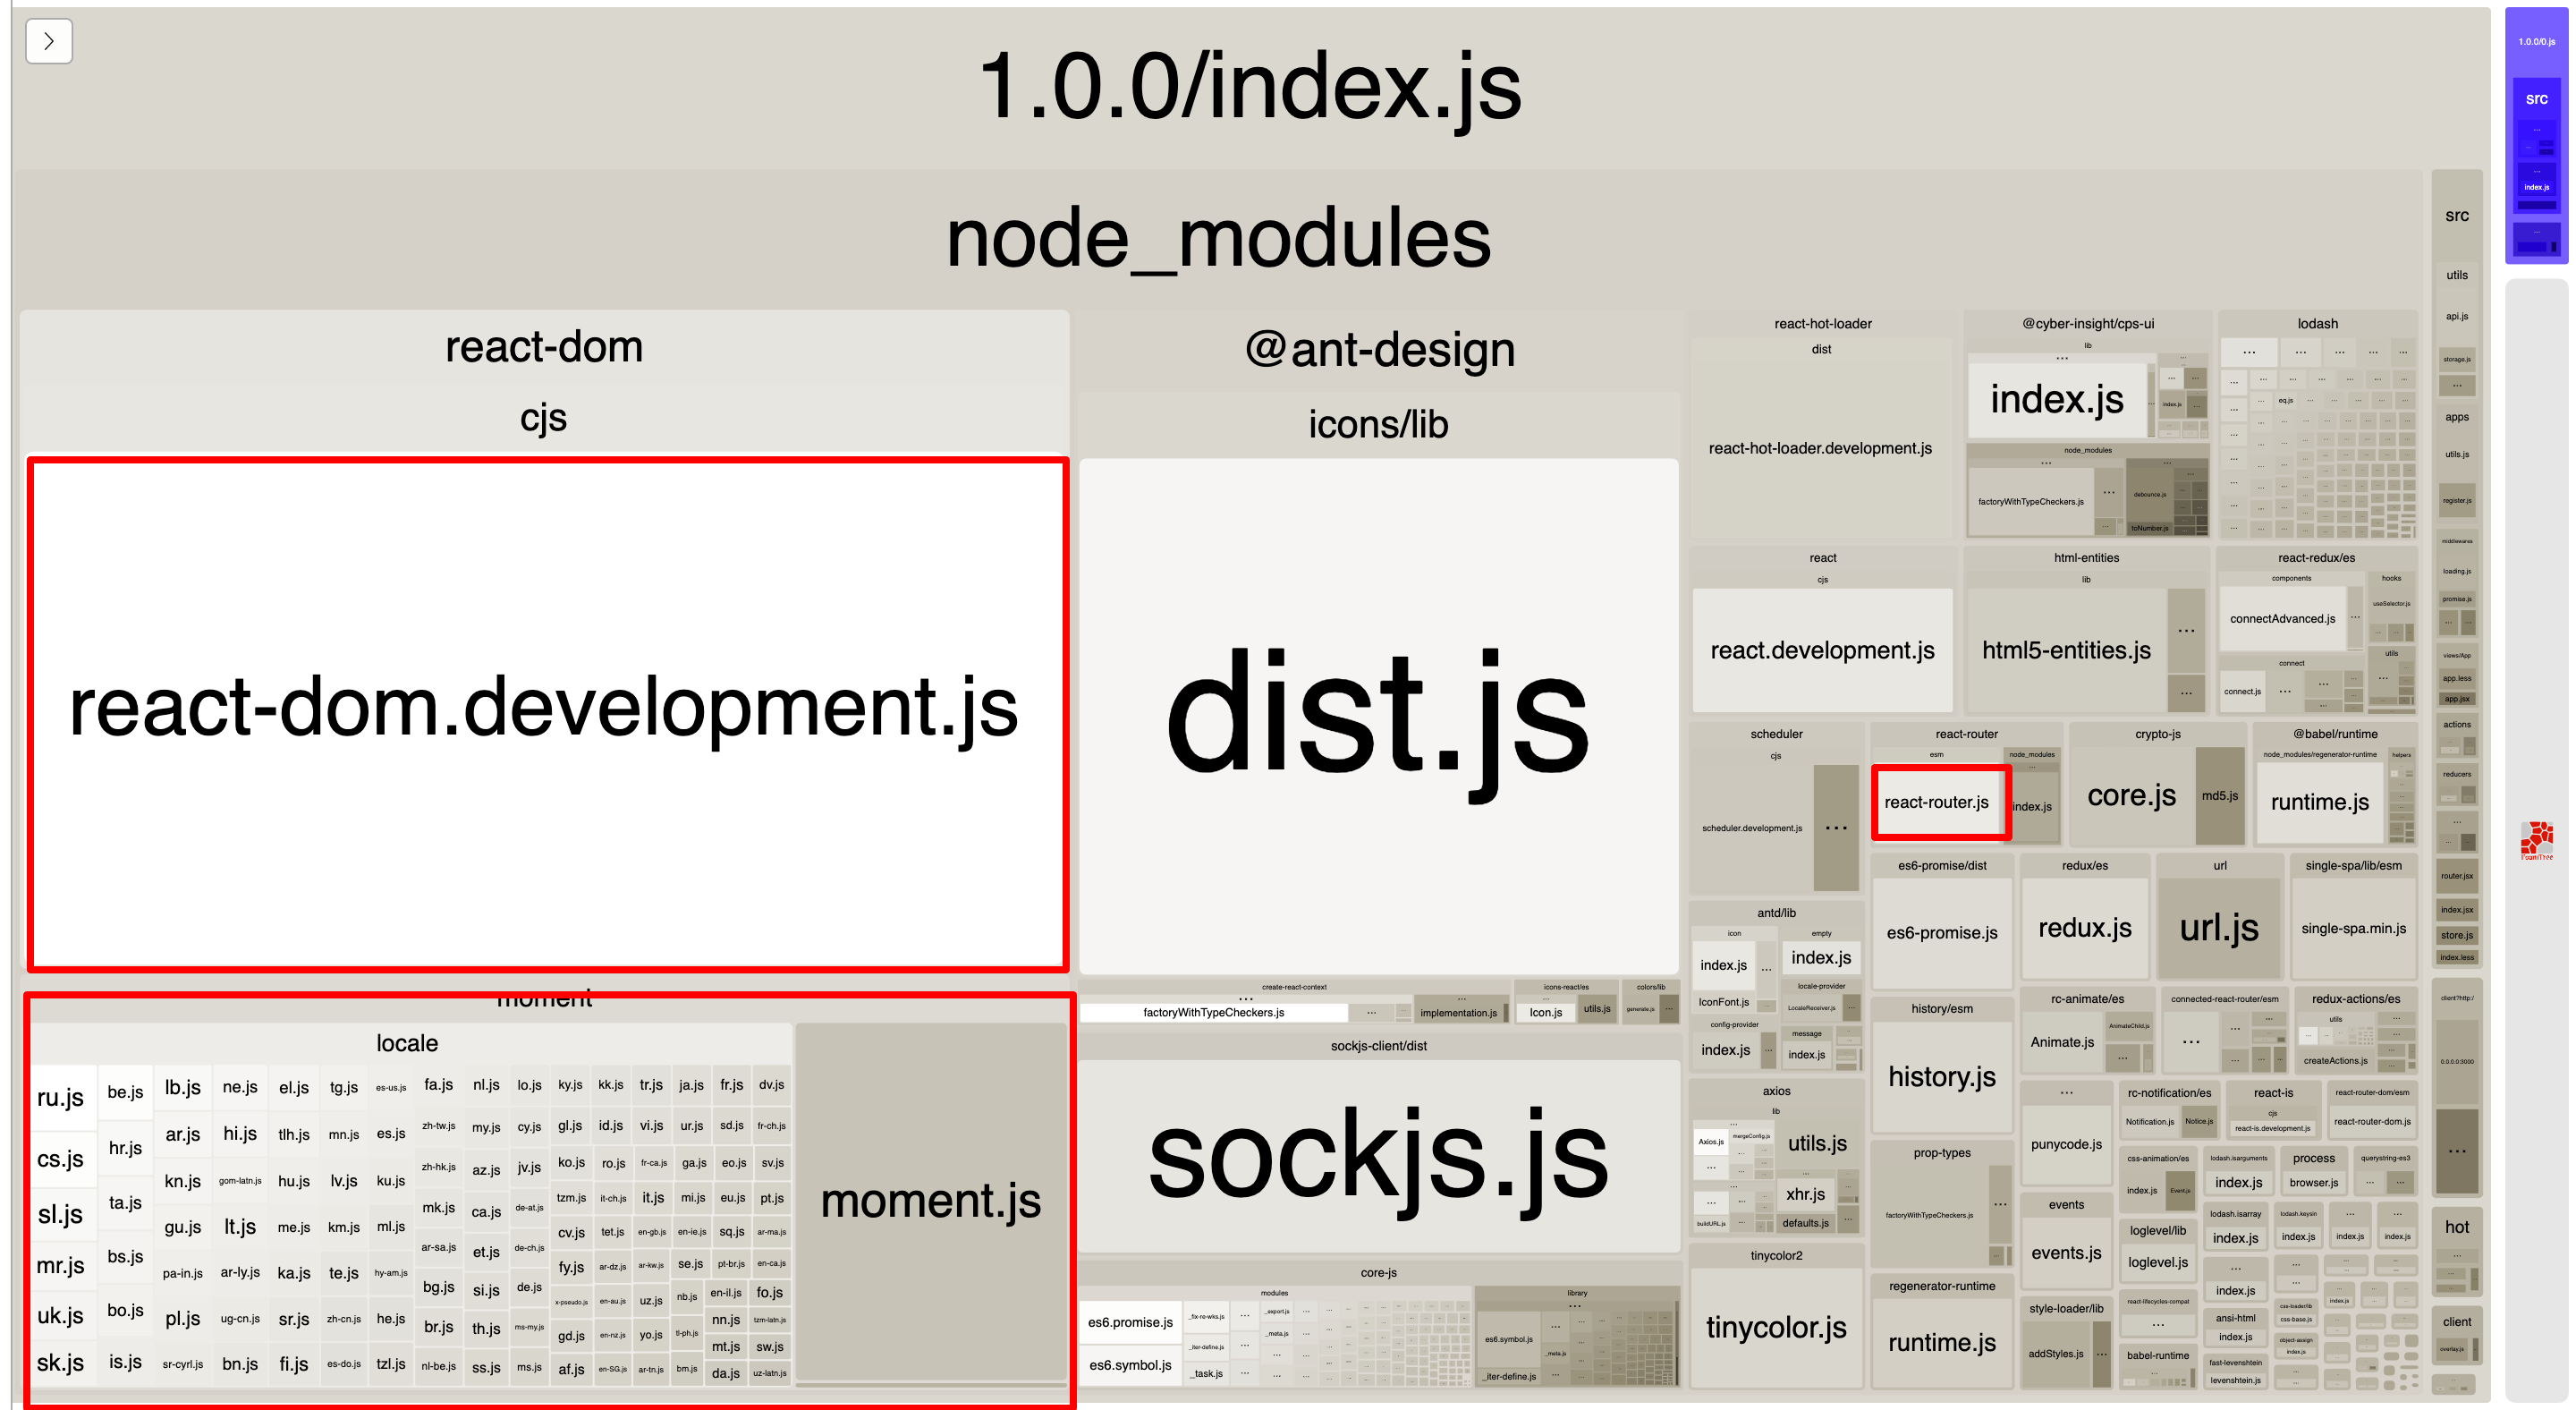 1.0.0/index.js
node_modules
react-dom
cjs
react-dom.development.js
moment
locale
ru.js
cs.js
sl.js
mr.js
uk.js
sk.js
be.js
hr.js
ta.js
bs.js
bo.js
is.js
lb.js
ar.js
kn.js
gu.js
pa-in.js
pl.js
sr-cyrl.js
ne.js
hi.js
gom-latn.js
lt.js
ar-ly.js
ug-cn.js
bn.js
el.js
tlh.js
hu.js
me.js
ka.js
sr.js
fi.js
tg.js
mn.js
lv.js
km.js
te.js
zh-cn.js
es-do.js
es-us.js
es.js
ku.js
ml.js
hy-am.js
he.js
tzl.js
fa.js
zh-tw.js
zh-hk.js
mk.js
ar-sa.js
bg.js
br.js
nl-be.js
nl.js
my.js
az.js
ca.js
et.js
si.js
th.js
ss.js
lo.js
cy.js
jv.js
de-at.js
de-ch.js
de.js
ms-my.js
ms.js
ky.js
gl.js
ko.js
tzm.js
cv.js
fy.js
x-pseudo.js
gd.js
af.js
kk.js
id.js
ro.js
it-ch.js
tet.js
ar-dz.js
en-au.js
en-nz.js
en-SG.js
tr.js
vi.js
fr-ca.js
it.js
en-gb.js
ar-kw.js
uz.js
yo.js
ar-tn.js
ja.js
ur.js
ga.js
mi.js
en-ie.js
se.js
nb.js
tl-ph.js
bm.js
fr.js
sd.js
eo.js
eu.js
sq.js
pt-br.js
en-il.js
nn.js
mt.js
da.js
dv.js
fr-ch.js
sv.js
pt.js
ar-ma.js
en-ca.js
fo.js
tzm-latn.js
sw.js
uz-latn.js
moment.js
@ant-design
icons/lib
dist.js
create-react-context
...
factoryWithTypeCheckers.js
implementation.js
icons-react/es
Icon.js
utils.js
colors/lib
generate.js
sockjs-client/dist
sockjs.js
core-js
modules
es6.promise.js
es6.symbol.js
_fix-re-wks.js
_iter-define.js
_task.js
_export.js
_meta.js
library
es6.symbol.js
_iter-define.js
_meta.js
react-hot-loader
dist
react-hot-loader.development.js
@cyber-insight/cps-ui
lib
index.js
index.js
node_modules
factoryWithTypeCheckers.js
debounce.js
toNumber.js
lodash
eq.js
react
cjs
react.development.js
html-entities
lib
html5-entities.js
react-redux/es
components
connectAdvanced.js
hooks
useSelector.js
connect
connect.js
utils
scheduler
cjs
scheduler.development.js
react-router
esm
react-router.js
node_modules
index.js
crypto-js
core.js
md5.js
@babel/runtime
node_modules/regenerator-runtime
runtime.js
helpers
es6-promise/dist
es6-promise.js
redux/es
redux.js
url
url.js
single-spa/lib/esm
single-spa.min.js
antd/lib
icon
index.js
IconFont.js
empty
index.js
locale-provider
LocaleReceiver.js
config-provider
index.js
message
index.js
history/esm
history.js
rc-animate/es
Animate.js
AnimateChild.js
connected-react-router/esm
redux-actions/es
utils
createActions.js
axios
lib
Axios.js
mergeConfig.js
buildURL.js
utils.js
xhr.js
defaults.js
prop-types
factoryWithTypeCheckers.js
punycode.js
rc-notification/es
Notification.js
Notice.js
react-is
cjs
react-is.development.js
react-router-dom/esm
react-router-dom.js
css-animation/es
index.js
Event.js
lodash.isarguments
index.js
process
browser.js
querystring-es3
events
events.js
loglevel/lib
loglevel.js
lodash.isarray
index.js
lodash.keysin
index.js
index.js
index.js
tinycolor2
tinycolor.js
regenerator-runtime
runtime.js
style-loader/lib
addStyles.js
react-lifecycles-compat
babel-runtime
index.js
ansi-html
index.js
fast-levenshtein
levenshtein.js
css-loader/lib
css-base.js
object-assign
index.js
index.js
src
utils
api.js
storage.js
apps
utils.js
register.js
middlewares
loading.js
promise.js
views/App
app.less
app.jsx
actions
reducers
router.jsx
index.jsx
store.js
index.less
client?http:/
0.0.0.0:3000
hot
client
overlay.js
1.0.0/0.js
src
index.js
FoamTree